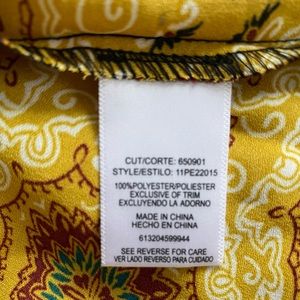 CUT/CORTE: 650901
STYLE/ESTILO: 11PE22015
100%POLYESTER/POLIESTER
EXCLUSIVE OF TRIM
EXCLUYENDO LA ADORNO
MADE IN CHINA
HECHO EN CHINA
613204599944
SEE REVERSE FOR CARE
VER LADO REVERSO PARA CUIDADO